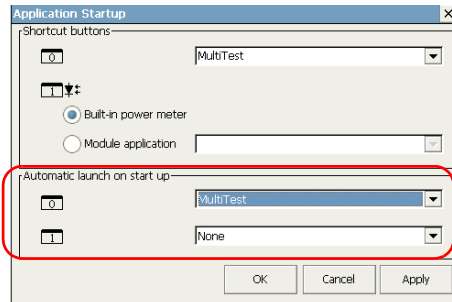 Application Startup
Shortcut buttons
0
MultiTest
1
Built-in power meter
Module application
Automatic launch on start up
0
MultiTest
1
None
OK Cancel Apply